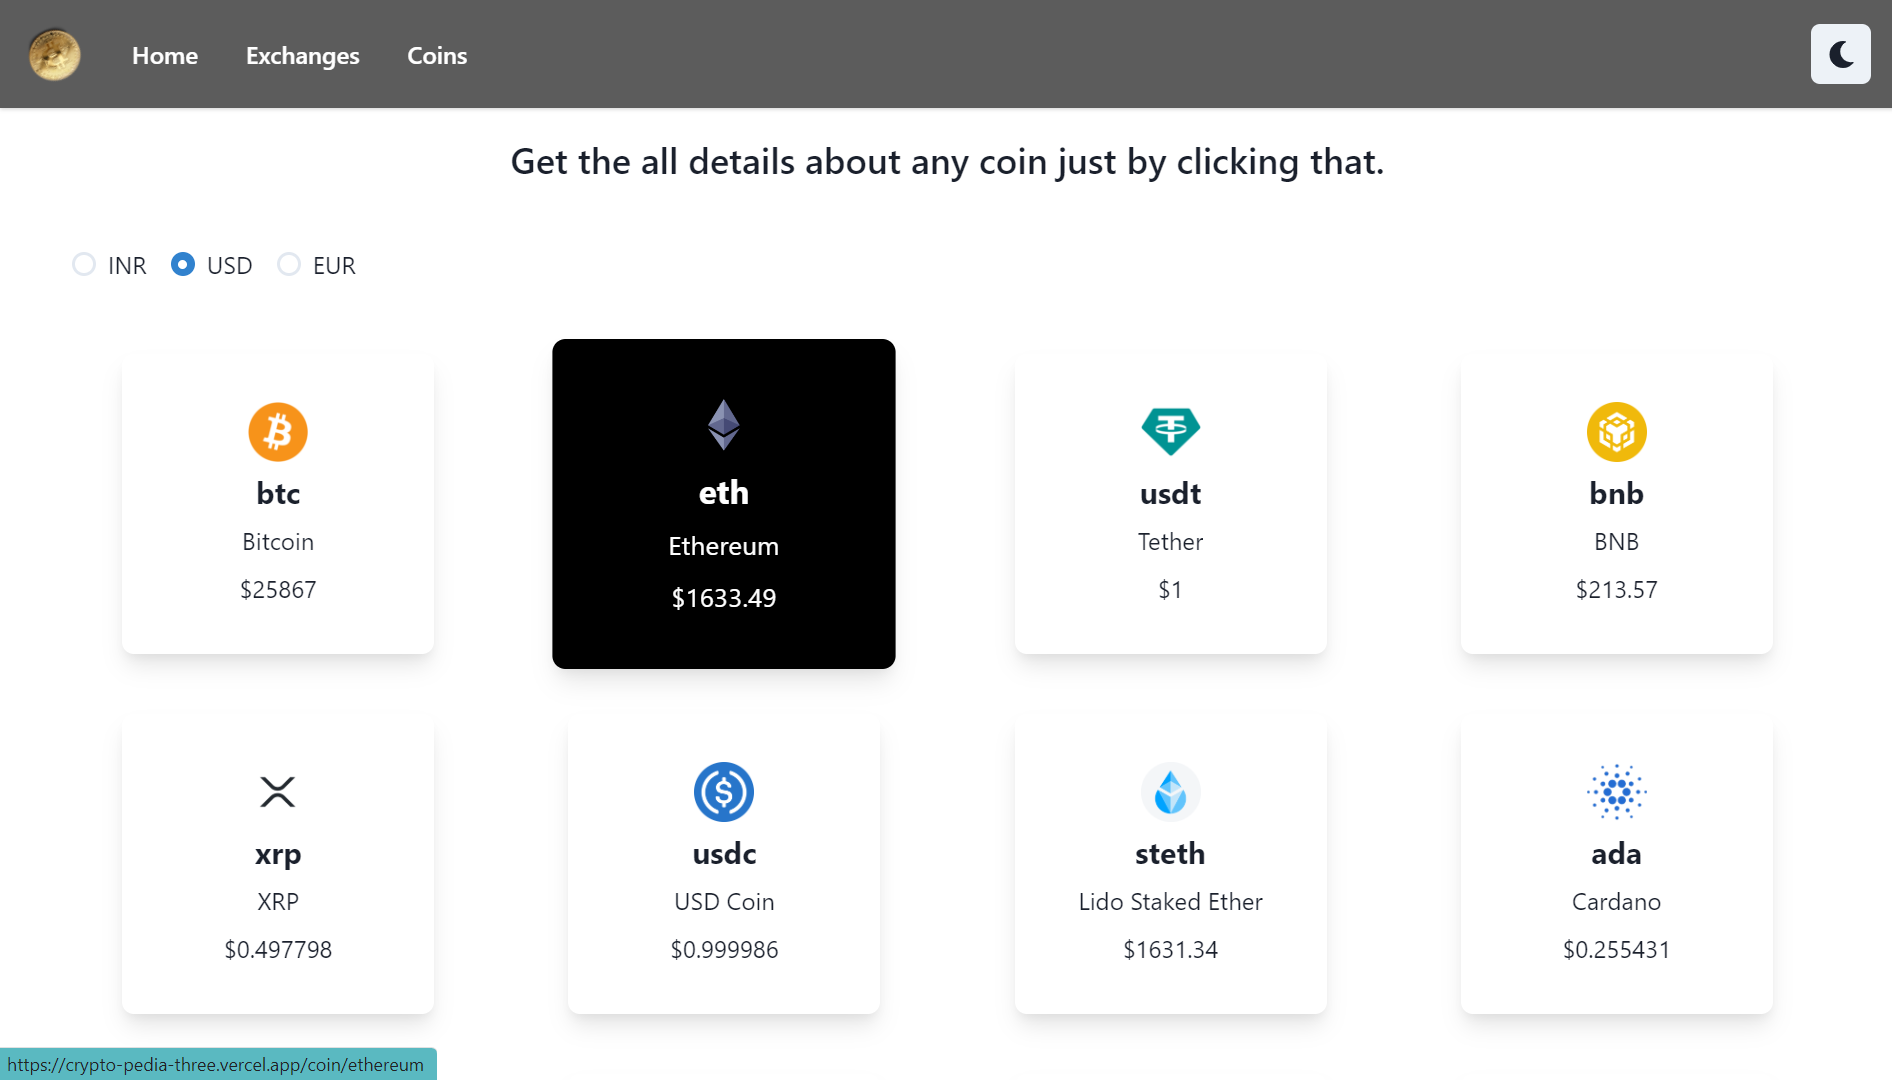 Home Exchanges Coins
Get the all details about any coin just by clicking that.
INR USD EUR
btc
Bitcoin
$25867
eth
Ethereum
$1633.49
usdt
Tether
$1
bnb
BNB
$213.57
xrp
XRP
$0.497798
usdc
USD Coin
$0.999986
steth
Lido Staked Ether
$1631.34
ada
Cardano
$0.255431
https://crypto-pedia-three.vercel.app/coin/ethereum